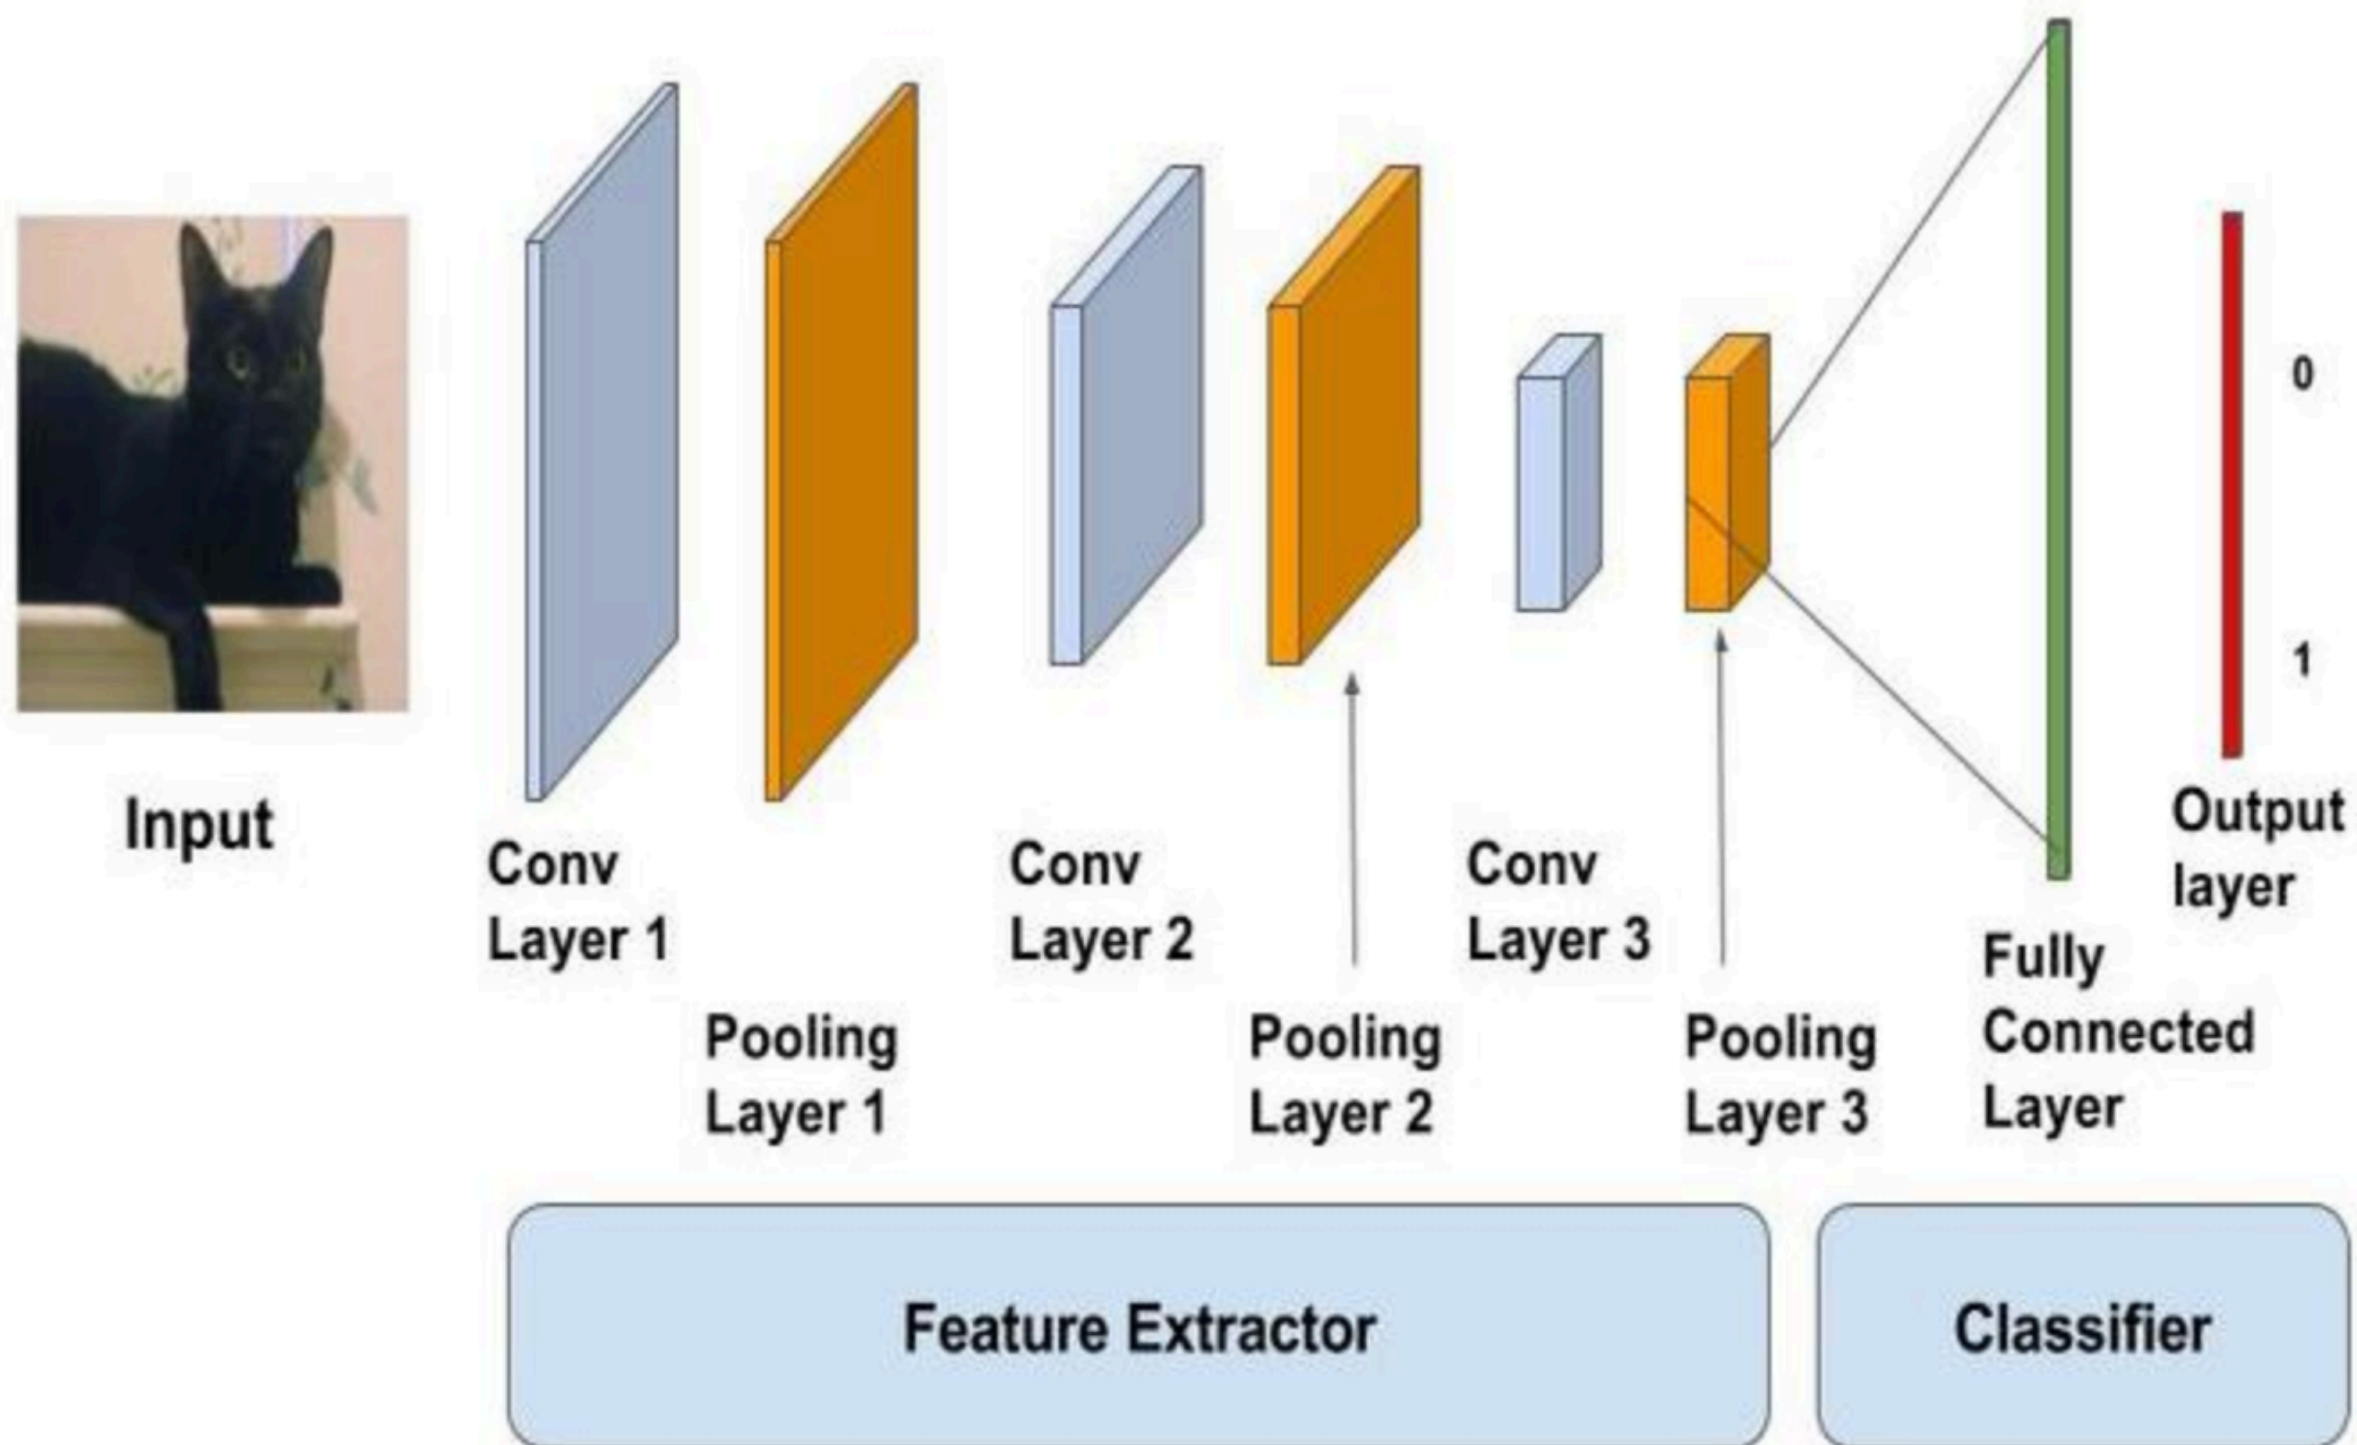 Input
Conv
Layer 1
Pooling
Layer 1
Conv
Layer 2
Pooling
Layer 2
Conv
Layer 3
Pooling
Layer 3
Fully
Connected
Layer
Output
layer
0
1
Feature Extractor
Classifier